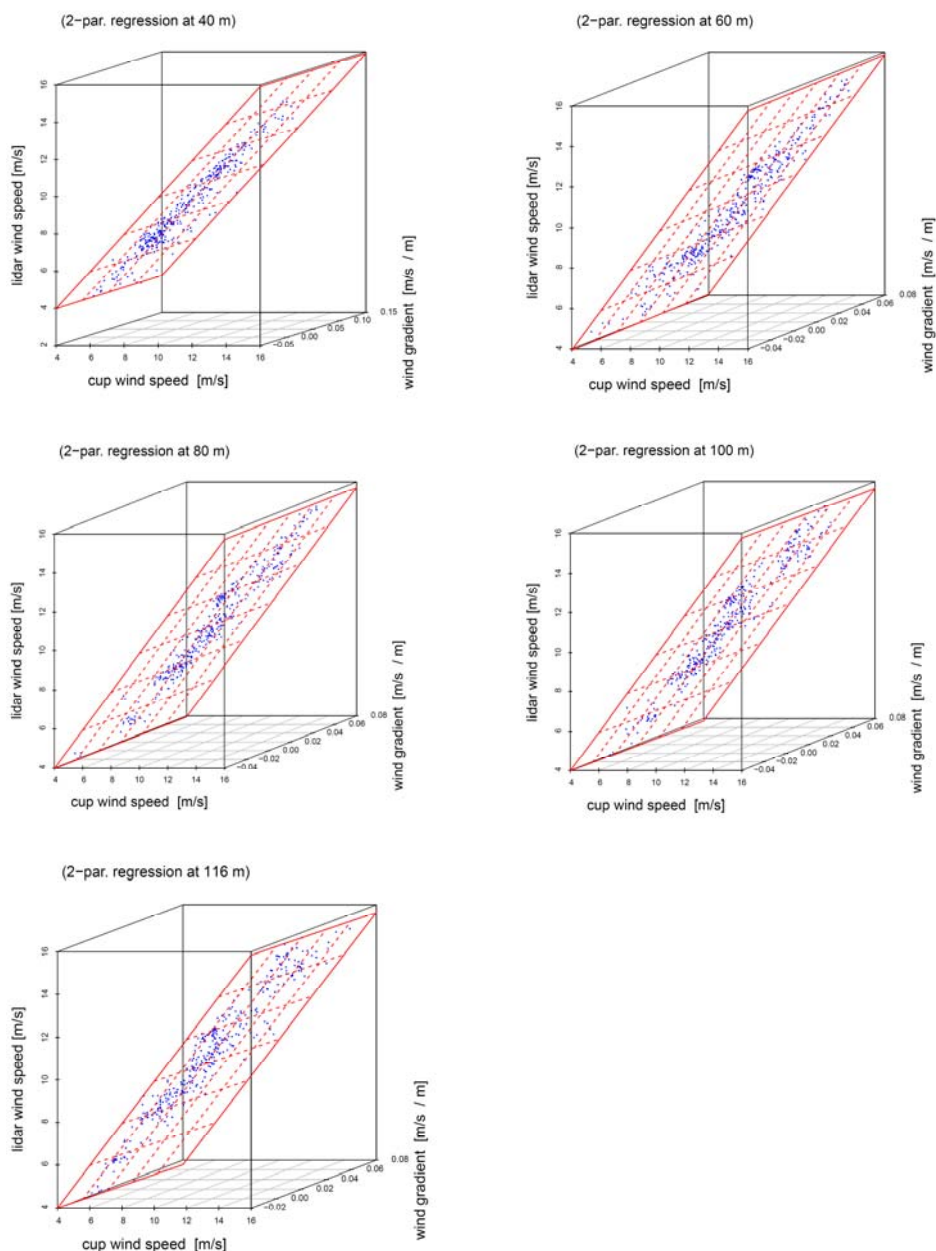 (2−par. regression at 40 m)
lidar wind speed [m/s]
16
14
12
10
8
6
4
2
4 6 8 10 12 14 16
cup wind speed [m/s]
−0.05 0.00 0.05 0.10 0.15
wind gradient [m/s / m]
(2−par. regression at 60 m)
lidar wind speed [m/s]
16
14
12
10
8
6
4
4 6 8 10 12 14 16
cup wind speed [m/s]
−0.04 −0.02 0.00 0.02 0.04 0.06 0.08
wind gradient [m/s / m]
(2−par. regression at 80 m)
lidar wind speed [m/s]
16
14
12
10
8
6
4
4 6 8 10 12 14 16
cup wind speed [m/s]
−0.04 −0.02 0.00 0.02 0.04 0.06 0.08
wind gradient [m/s / m]
(2−par. regression at 100 m)
lidar wind speed [m/s]
16
14
12
10
8
6
4
4 6 8 10 12 14 16
cup wind speed [m/s]
−0.04 −0.02 0.00 0.02 0.04 0.06 0.08
wind gradient [m/s / m]
(2−par. regression at 116 m)
lidar wind speed [m/s]
16
14
12
10
8
6
4
4 6 8 10 12 14 16
cup wind speed [m/s]
−0.02 0.00 0.02 0.04 0.06 0.08
wind gradient [m/s / m]